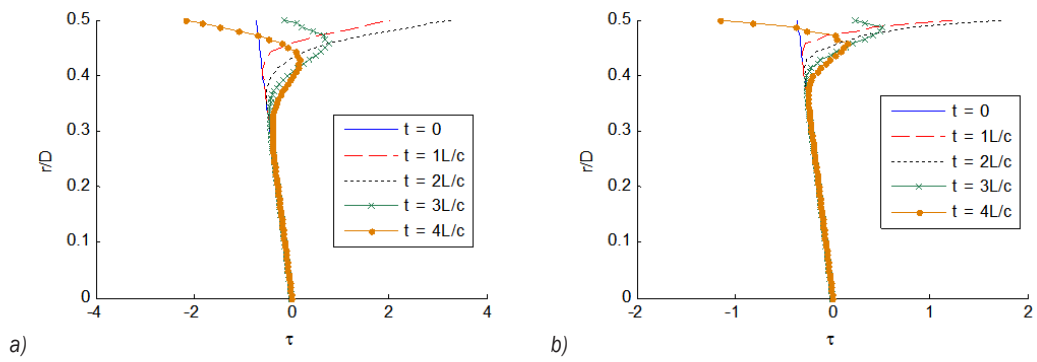 0.5
0.4
0.3
0.2
0.1
0
r/D
-4
-2
0
2
4
τ
t = 0
t = 1L/c
t = 2L/c
t = 3L/c
t = 4L/c
a)
0.5
0.4
0.3
0.2
0.1
0
r/D
-2
-1
0
1
2
τ
t = 0
t = 1L/c
t = 2L/c
t = 3L/c
t = 4L/c
b)